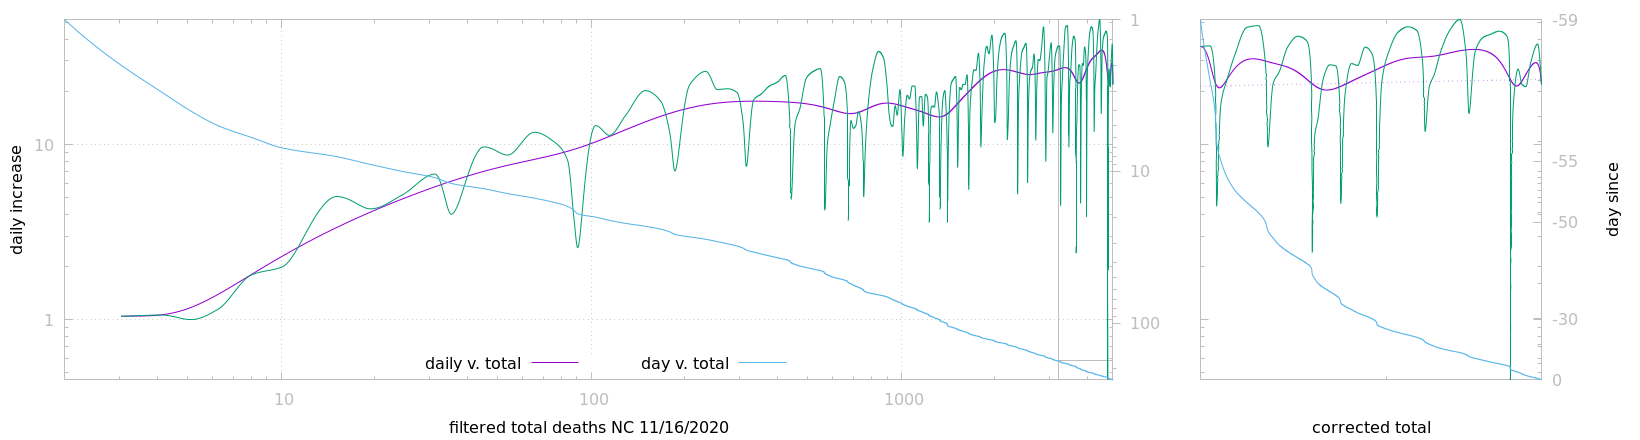 1
-59
daily increase
10
1
10
100
-55
-50
-30
0
day since
daily v. total
day v. total
10
100
1000
filtered total deaths NC 11/16/2020
corrected total